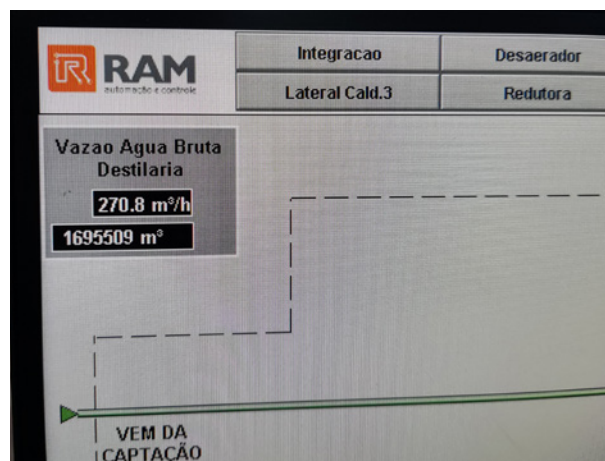 RAM
automação e controle
Integracao
Desaerador
Lateral Cald.3
Redutora
Vazao Agua Bruta
Destilaria
270.8 m³/h
1695509 m³
VEM DA
CAPTAÇÃO